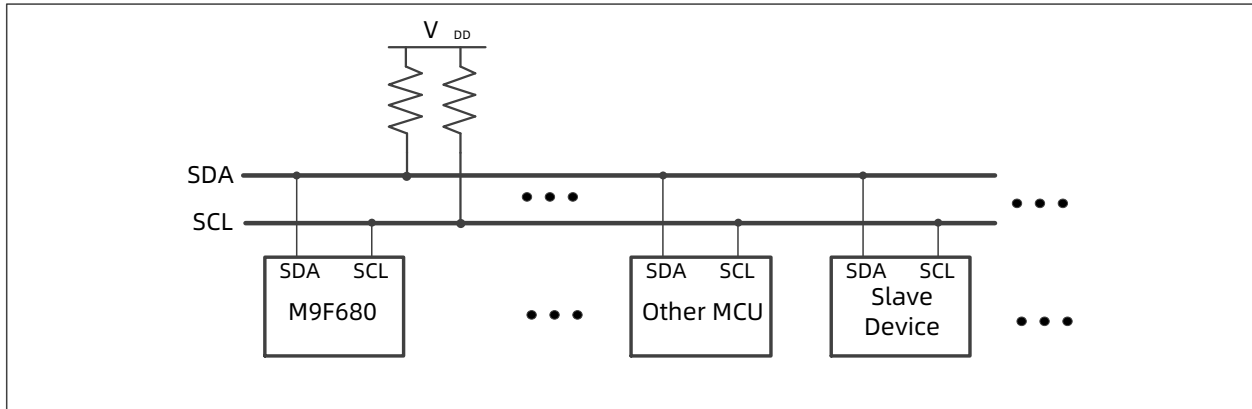 V DD
SDA
SCL
SDA SCL
M9F680
SDA SCL
Other MCU
SDA SCL
Slave
Device